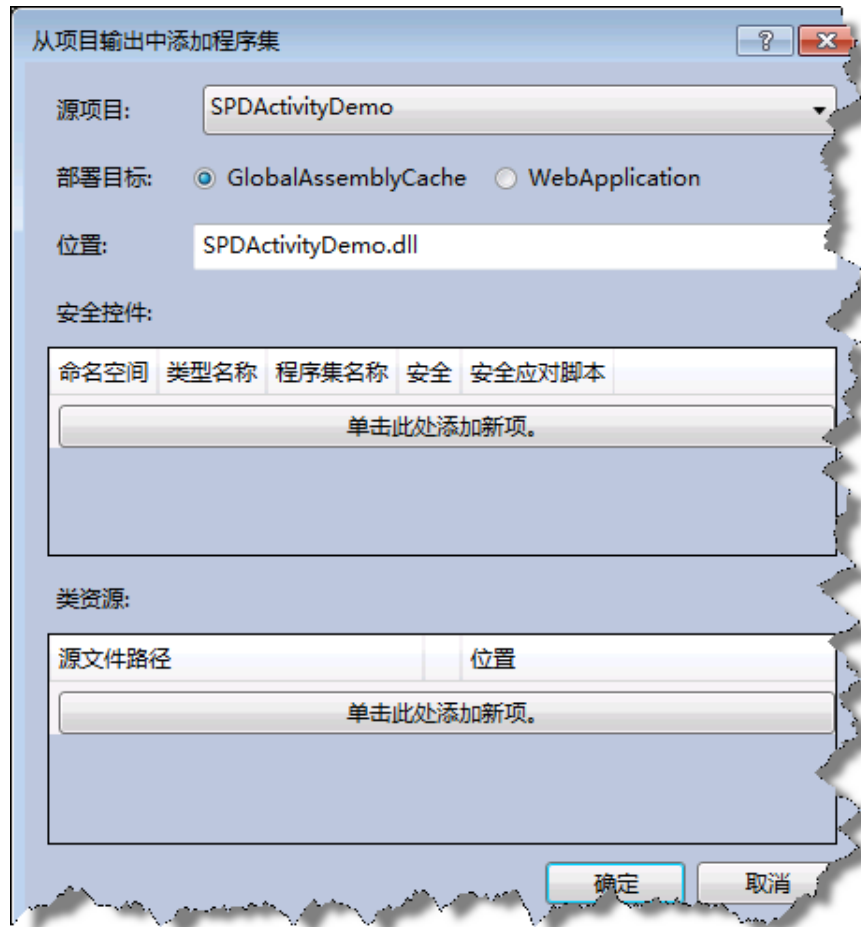 从项目输出中添加程序集
源项目: SPDActivityDemo
部署目标: GlobalAssemblyCache WebApplication
位置: SPDActivityDemo.dll
安全控件:
命名空间 类型名称 程序集名称 安全 安全应对脚本
单击此处添加新项。
类资源:
源文件路径 位置
单击此处添加新项。
确定 取消